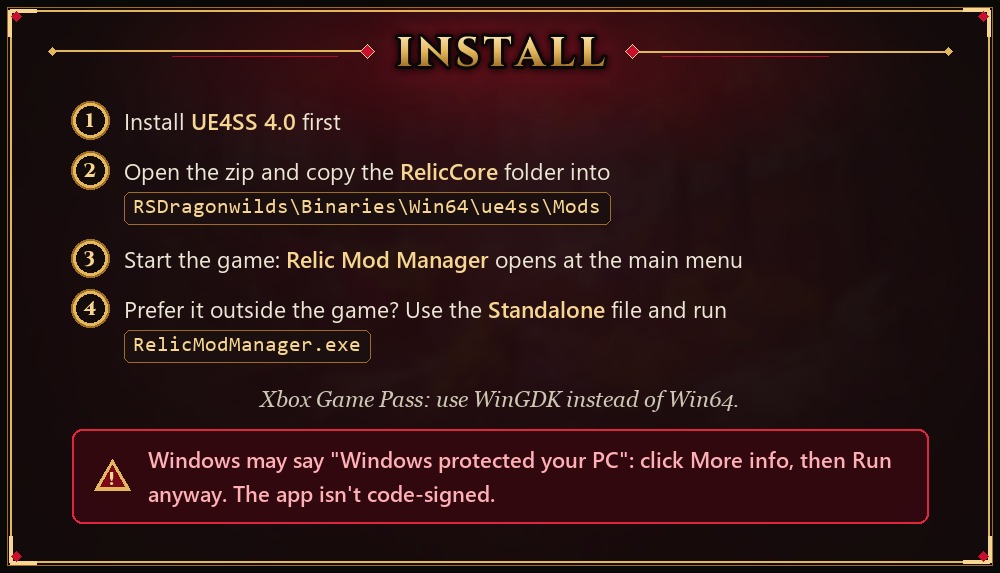 INSTALL
1 Install UE4SS 4.0 first
2 Open the zip and copy the RelicCore folder into
RSDragonwilds\Binaries\Win64\ue4ss\Mods
3 Start the game: Relic Mod Manager opens at the main menu
4 Prefer it outside the game? Use the Standalone file and run
RelicModManager.exe
Xbox Game Pass: use WinGDK instead of Win64.
! Windows may say "Windows protected your PC": click More info, then Run
anyway. The app isn't code-signed.